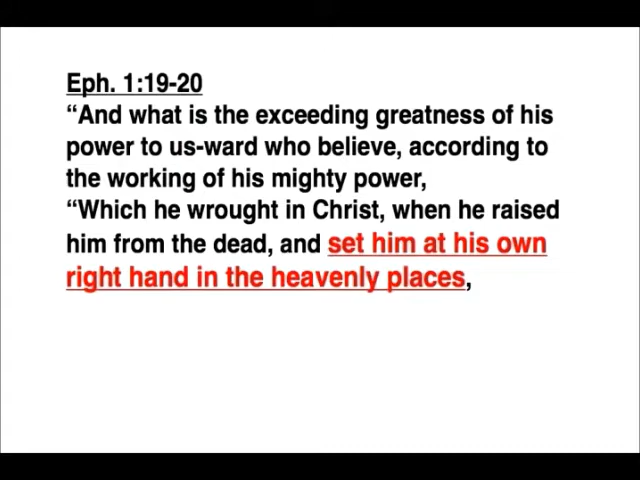 Eph. 1:19-20
“And what is the exceeding greatness of his
power to us-ward who believe, according to
the working of his mighty power,
“Which he wrought in Christ, when he raised
him from the dead, and set him at his own
right hand in the heavenly places,